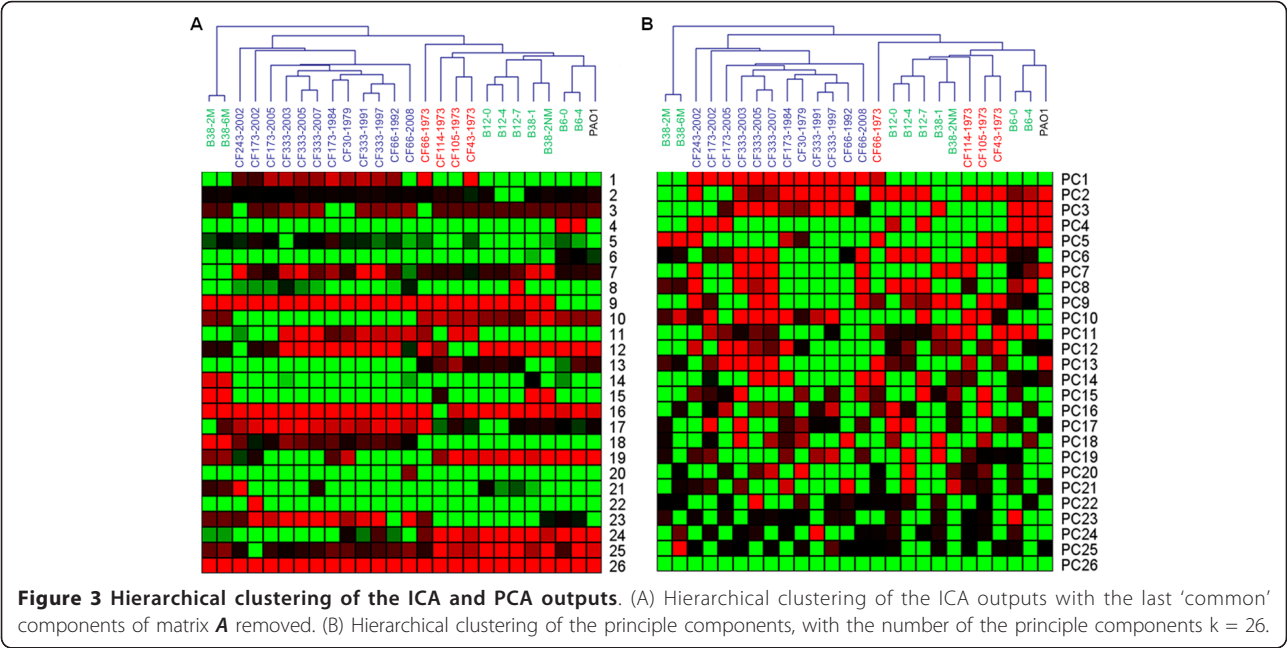 A
B
B38-2M
B38-6M
CF243-2002
CF173-2002
CF173-2005
CF333-2003
CF333-2005
CF333-2007
CF173-1984
CF30-1979
CF333-1991
CF333-1997
CF66-1992
CF66-2008
CF66-1973
CF114-1973
CF105-1973
CF43-1973
B12-0
B12-4
B12-7
B38-1
B38-2NM
B6-0
B6-4
PAO1
1
2
3
4
5
6
7
8
9
10
11
12
13
14
15
16
17
18
19
20
21
22
23
24
25
26
B38-2M
B38-6M
CF243-2002
CF173-2002
CF173-2005
CF333-2003
CF333-2005
CF333-2007
CF173-1984
CF30-1979
CF333-1991
CF333-1997
CF66-1992
CF66-2008
CF66-1973
B12-0
B12-4
B12-7
B38-1
B38-2NM
CF114-1973
CF105-1973
CF43-1973
B6-0
B6-4
PAO1
PC1
PC2
PC3
PC4
PC5
PC6
PC7
PC8
PC9
PC10
PC11
PC12
PC13
PC14
PC15
PC16
PC17
PC18
PC19
PC20
PC21
PC22
PC23
PC24
PC25
PC26
Figure 3 Hierarchical clustering of the ICA and PCA outputs. (A) Hierarchical clustering of the ICA outputs with the last ‘common’
components of matrix A removed. (B) Hierarchical clustering of the principle components, with the number of the principle components k = 26.